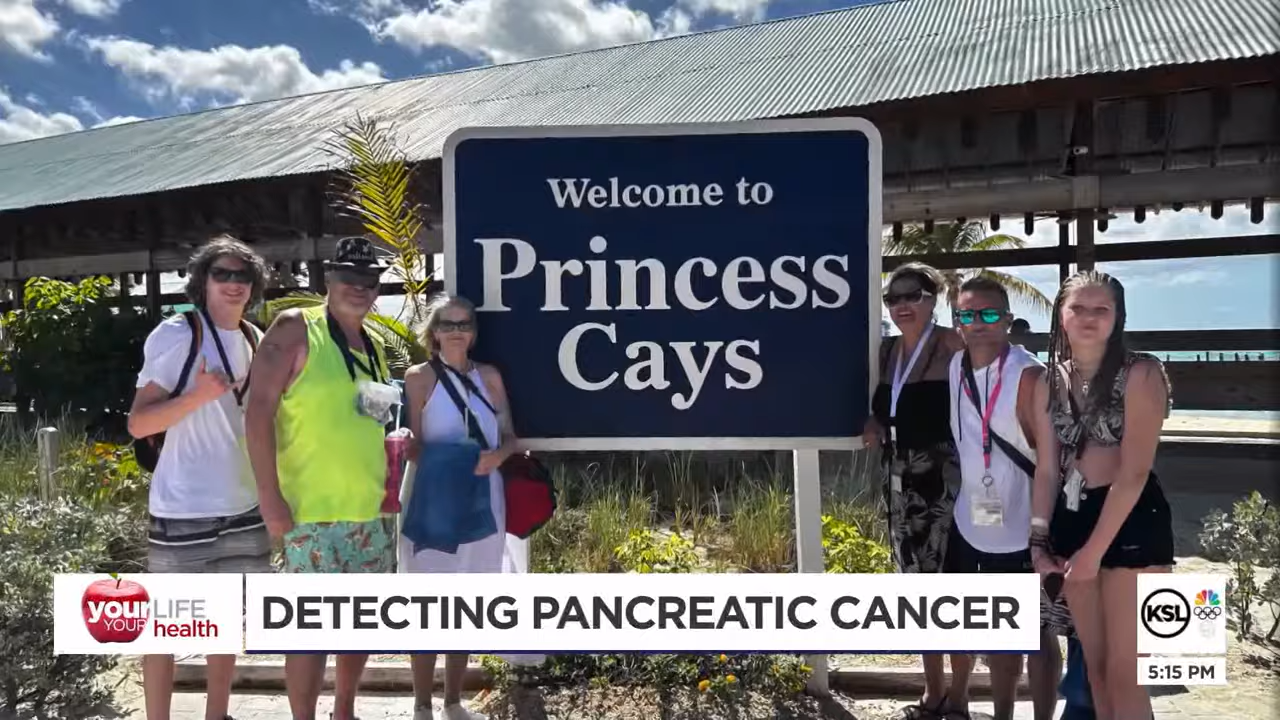 Welcome to
Princess
Cays
your LIFE
YOUR health
DETECTING PANCREATIC CANCER
KSL
5:15 PM